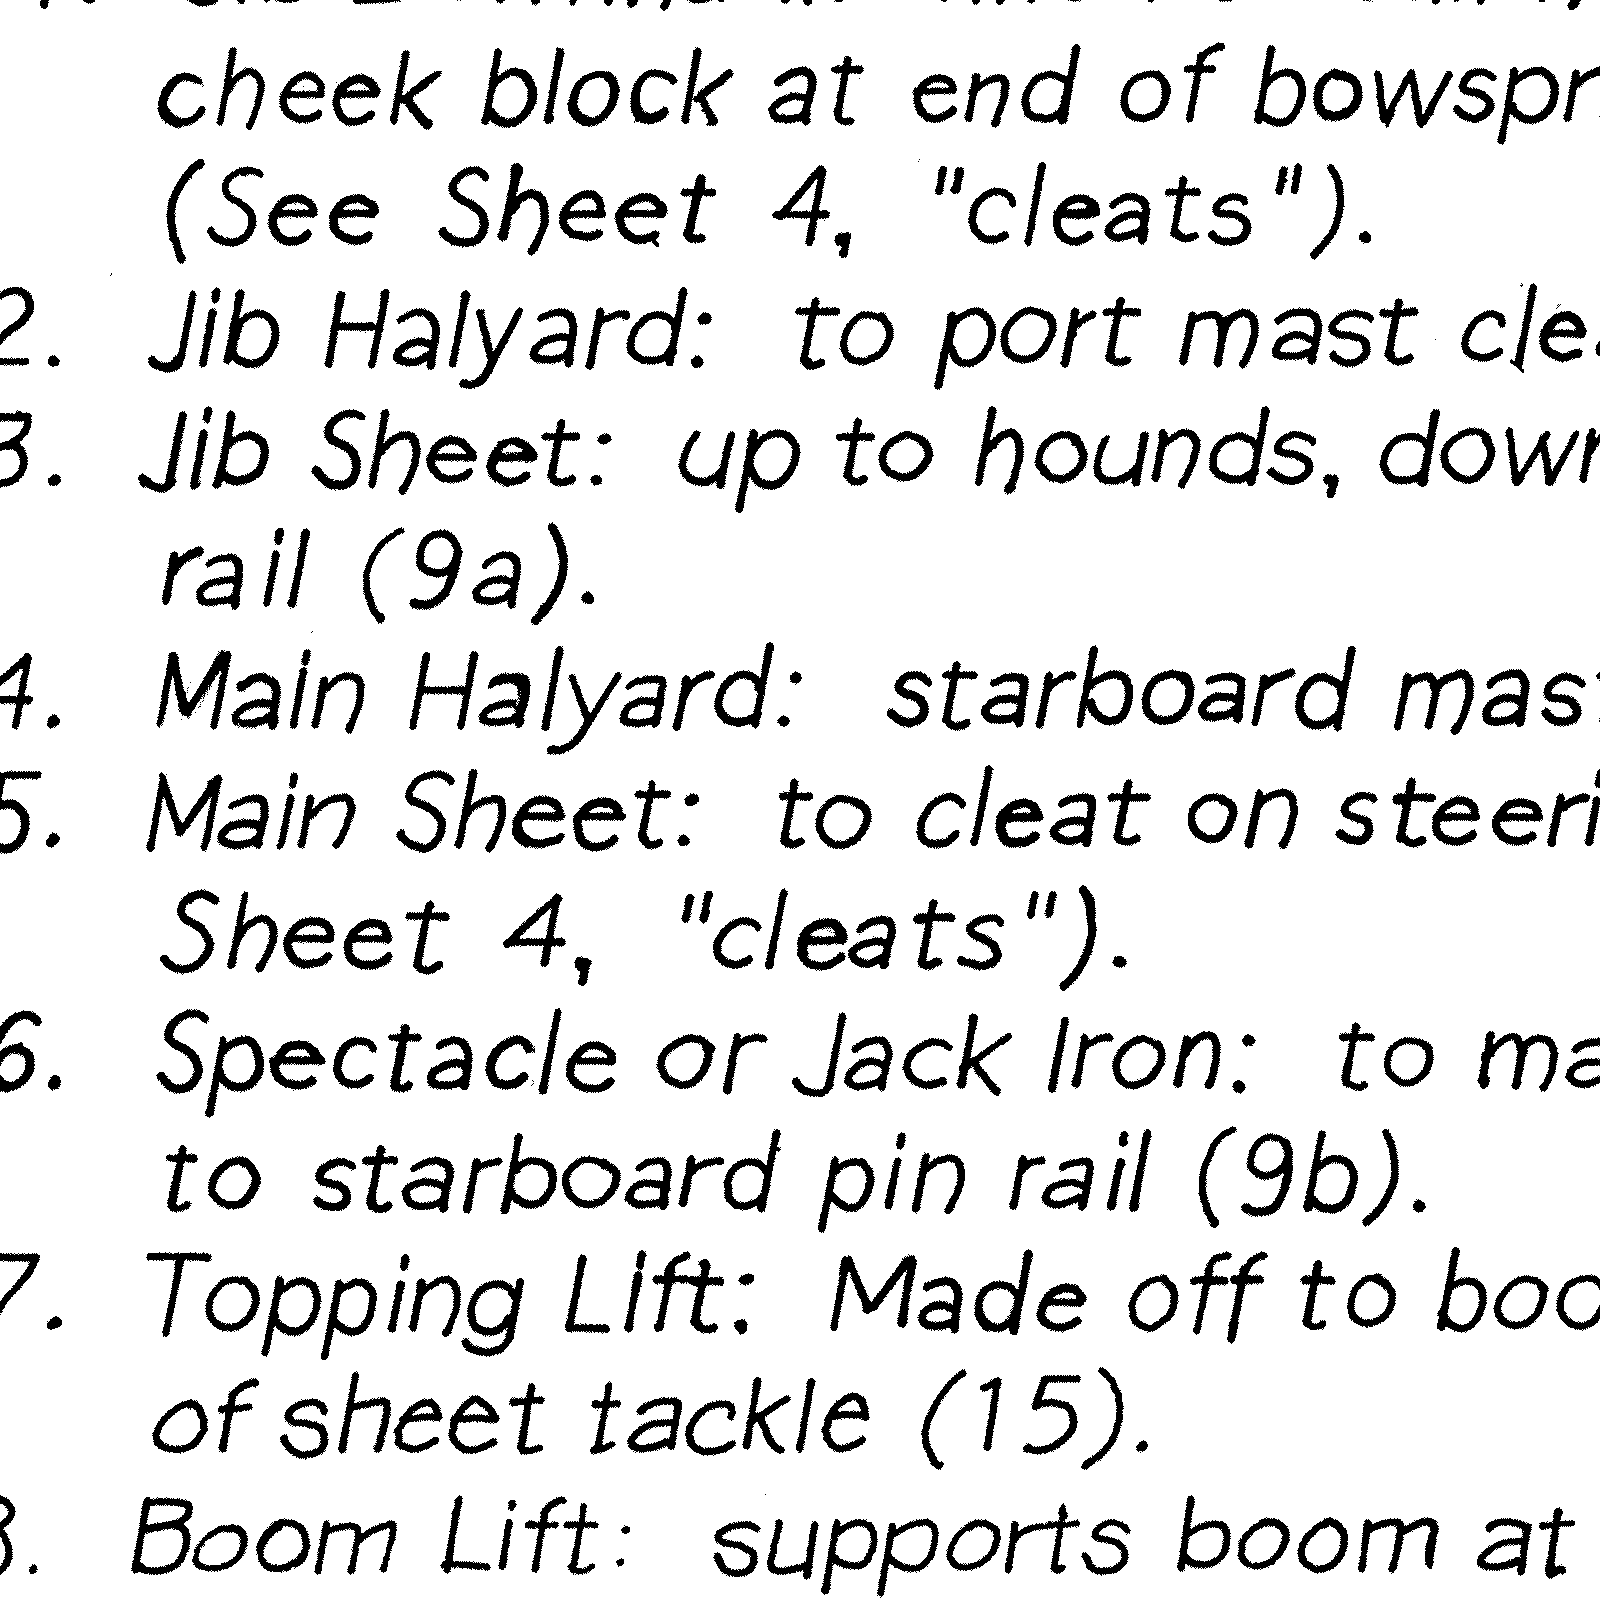 cheek block at end of bowspr
(See Sheet 4, "cleats").
2. Jib Halyard: to port mast cle
3. Jib Sheet: up to hounds, down
rail (9a).
4. Main Halyard: starboard mast
5. Main Sheet: to cleat on steeri
Sheet 4, "cleats").
6. Spectacle or Jack Iron: to ma
to starboard pin rail (9b).
7. Topping Lift: Made off to boo
of sheet tackle (15).
8. Boom Lift: supports boom at